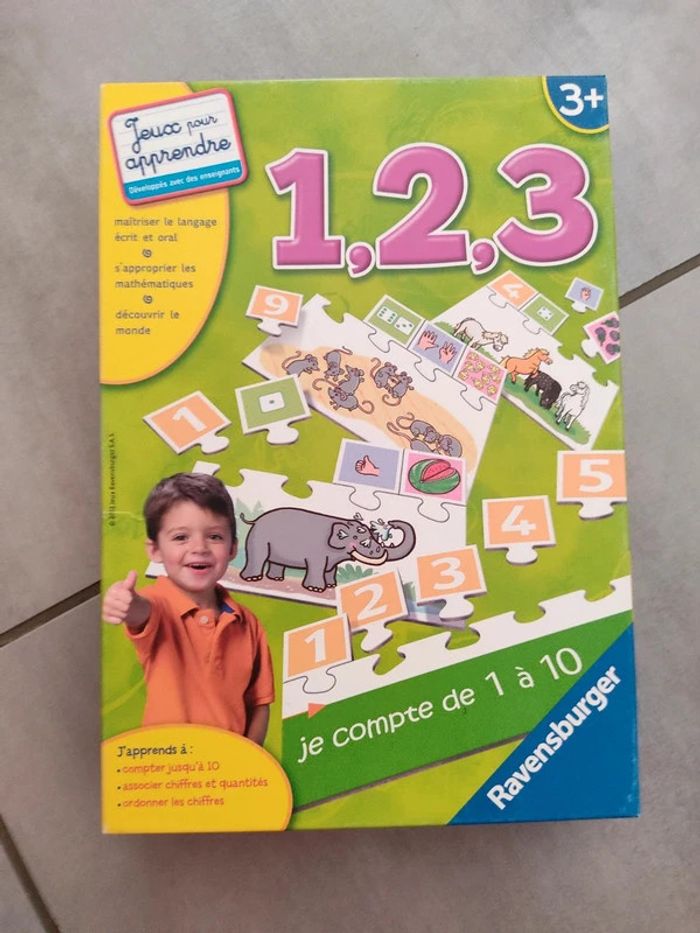 Jeux pour
apprendre
Développés avec des enseignants
3+
1,2,3
maîtriser le langage
écrit et oral
s'approprier les
mathématiques
découvrir le
monde
9
4
1
5
4
3
2
1
je compte de 1 à 10
J'apprends à :
• compter jusqu'à 10
• associer chiffres et quantités
• ordonner les chiffres
Ravensburger